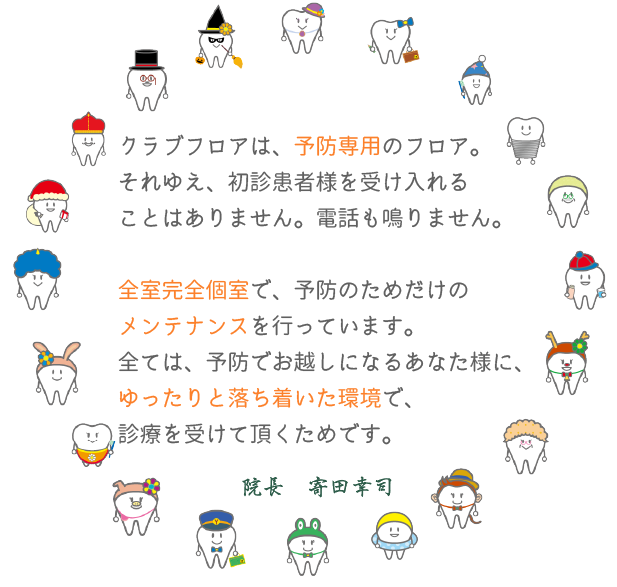 クラブフロアは、予防専用のフロア。
それゆえ、初診患者様を受け入れる
ことはありません。電話も鳴りません。
全室完全個室で、予防のためだけの
メンテナンスを行っています。
全ては、予防でお越しになるあなた様に、
ゆったりと落ち着いた環境で、
診療を受けて頂くためです。
院長　寄田幸司